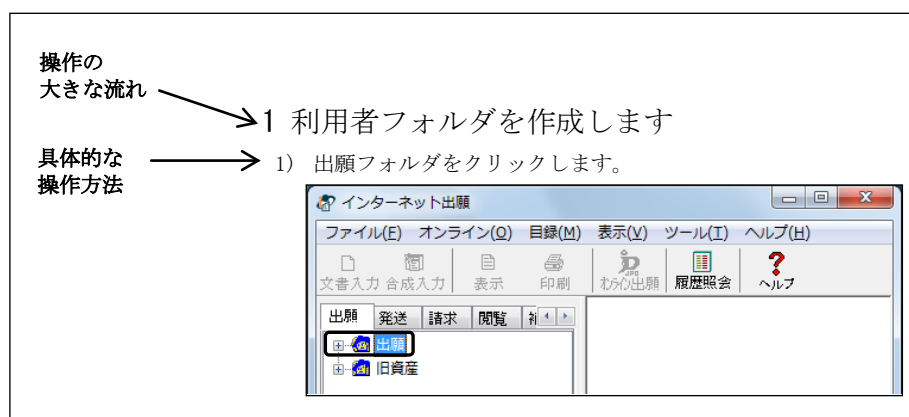 操作の
大きな流れ
1 利用者フォルダを作成します
具体的な
操作方法
1) 出願フォルダをクリックします。
インターネット出願
ファイル(F) オンライン(O) 目録(M) 表示(V) ツール(T) ヘルプ(H)
文書入力 合成入力 表示 印刷 ｵﾝﾗｲﾝ出願 履歴照会 ヘルプ
出願 発送 請求 閲覧
出願
旧資産